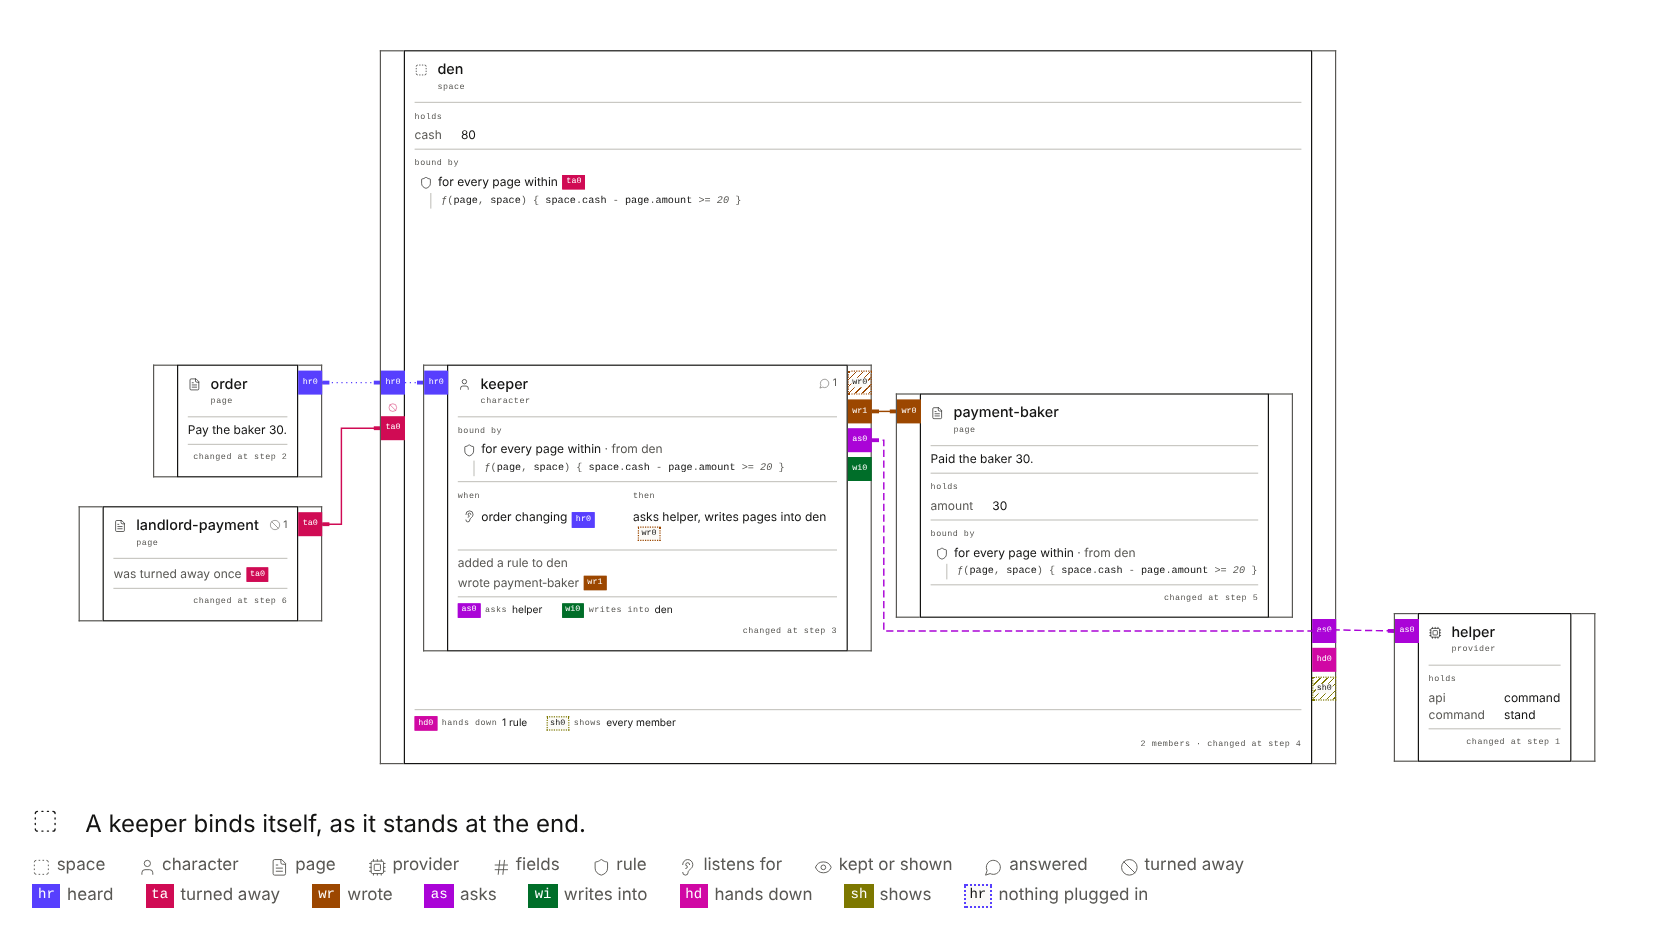 den
space
holds
cash 80
bound by
for every page within ta0
ƒ(page, space) { space.cash - page.amount >= 20 }
order
page
Pay the baker 30.
changed at step 2
hr0
hr0
hr0
ta0
landlord-payment 1
page
was turned away once ta0
changed at step 6
ta0
keeper 1
character
bound by
for every page within · from den
ƒ(page, space) { space.cash - page.amount >= 20 }
when then
order changing hr0 asks helper, writes pages into den
wr0
added a rule to den
wrote payment-baker wr1
as0 asks helper wi0 writes into den
changed at step 3
wr0
wr1
as0
wi0
wr0
payment-baker
page
Paid the baker 30.
holds
amount 30
bound by
for every page within · from den
ƒ(page, space) { space.cash - page.amount >= 20 }
changed at step 5
as0
hd0
sh0
as0
helper
provider
holds
api command
command stand
changed at step 1
hd0 hands down 1 rule sh0 shows every member
2 members · changed at step 4
A keeper binds itself, as it stands at the end.
space character page provider fields rule listens for kept or shown answered turned away
hr heard ta turned away wr wrote as asks wi writes into hd hands down sh shows hr nothing plugged in